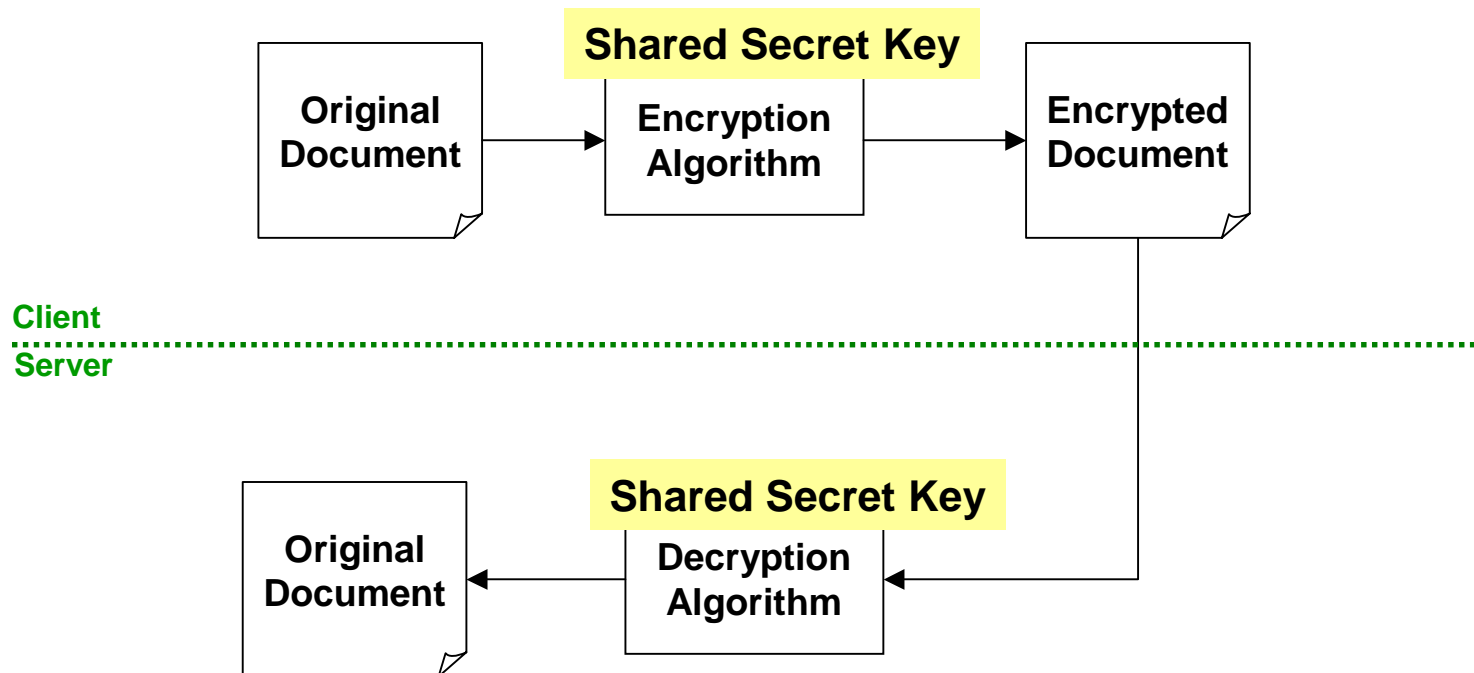 Shared Secret Key
Original
Document
Encryption
Algorithm
Encrypted
Document
Client
Server
Shared Secret Key
Original
Document
Decryption
Algorithm